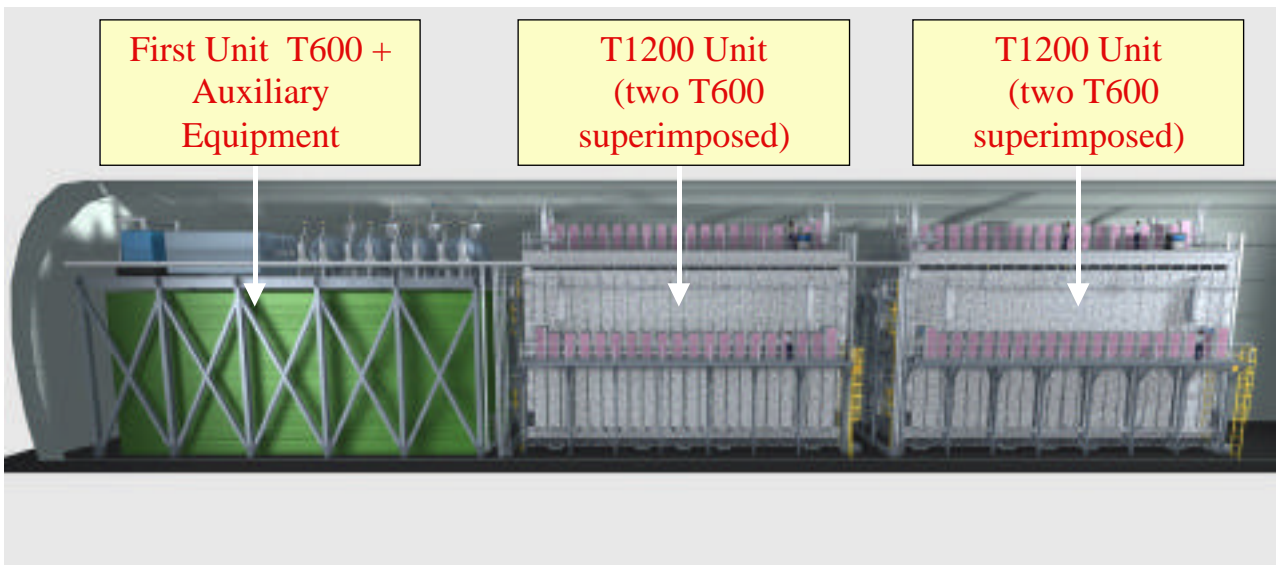 First Unit  T600 +
Auxiliary
Equipment
T1200 Unit
(two T600
superimposed)
T1200 Unit
(two T600
superimposed)